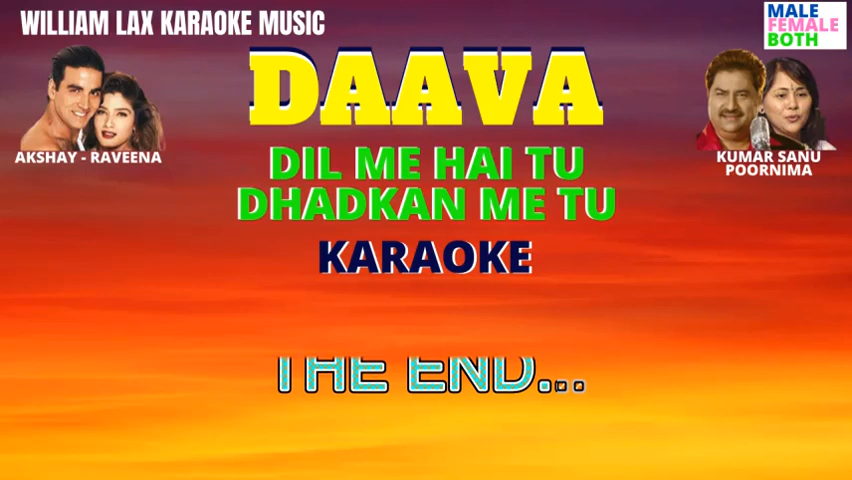 WILLIAM LAX KARAOKE MUSIC
MALE
FEMALE
BOTH
DAAVA
AKSHAY - RAVEENA
KUMAR SANU
POORNIMA
DIL ME HAI TU
DHADKAN ME TU
KARAOKE
THE END...